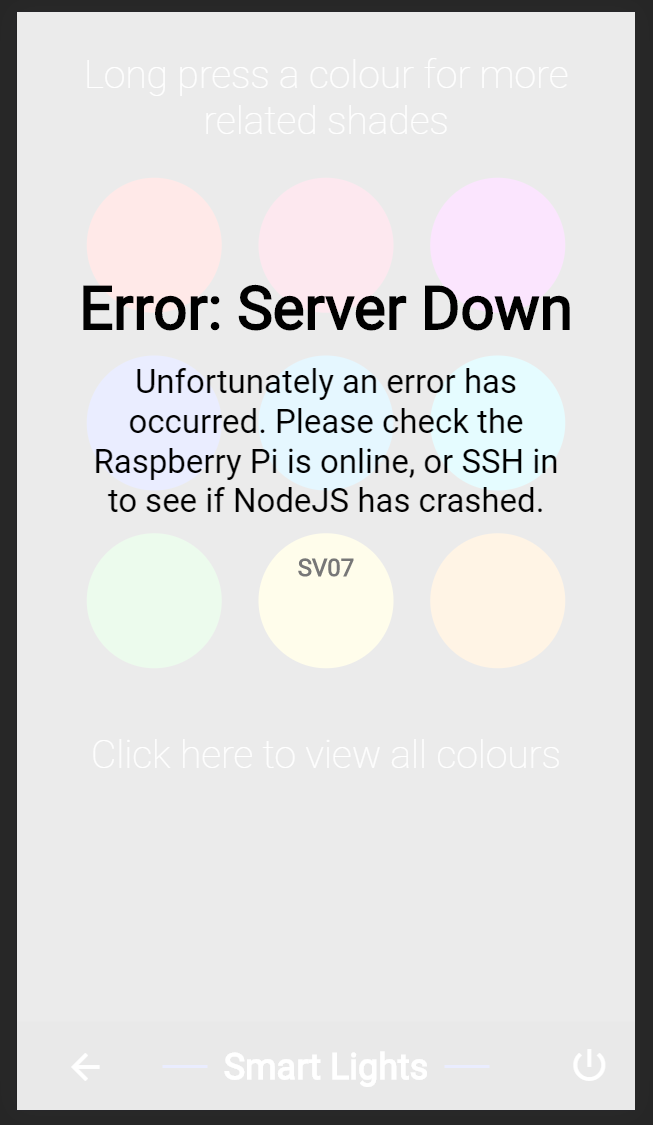 Long press a colour for more
related shades
Error: Server Down
Unfortunately an error has
occurred. Please check the
Raspberry Pi is online, or SSH in
to see if NodeJS has crashed.
SV07
Click here to view all colours
Smart Lights